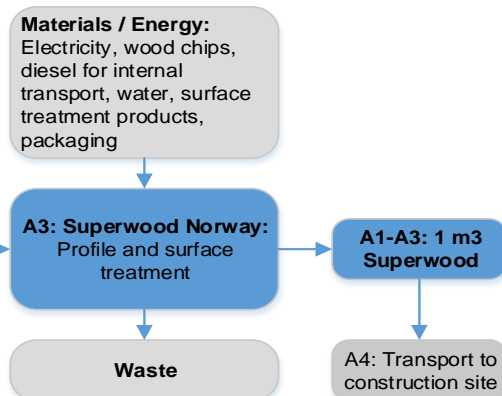 Materials / Energy:
Electricity, wood chips,
diesel for internal
transport, water, surface
treatment products,
packaging
A3: Superwood Norway:
Profile and surface
treatment
A1-A3: 1 m3
Superwood
Waste
A4: Transport to
construction site